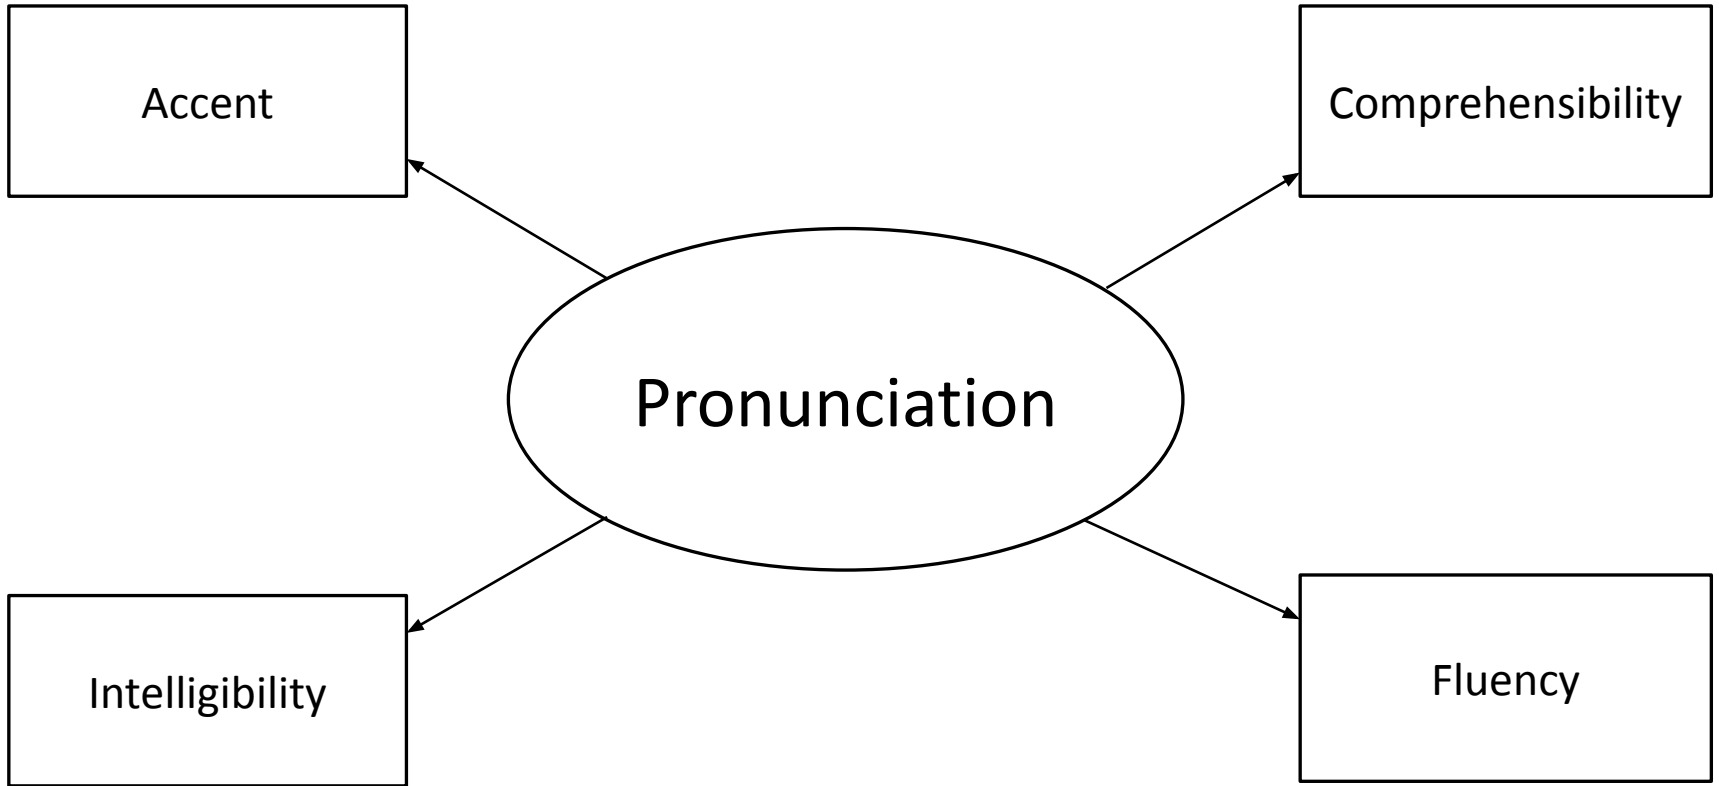 Accent
Comprehensibility
Pronunciation
Intelligibility
Fluency